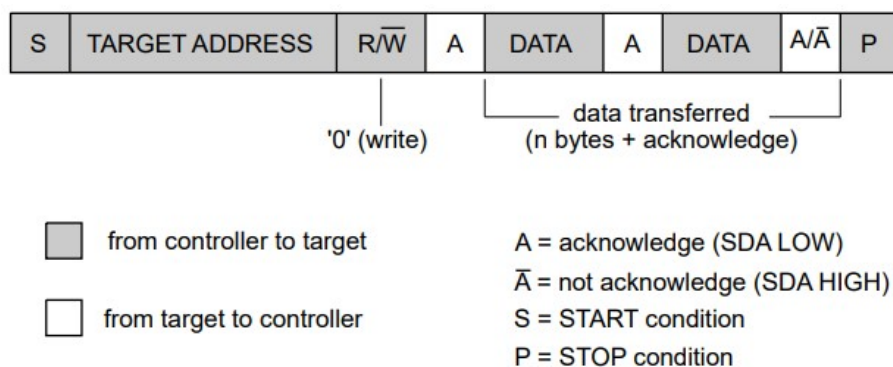 S TARGET ADDRESS R/W̅ A DATA A DATA A/A̅ P
data transferred
'0' (write) (n bytes + acknowledge)
from controller to target
from target to controller
A = acknowledge (SDA LOW)
A̅ = not acknowledge (SDA HIGH)
S = START condition
P = STOP condition